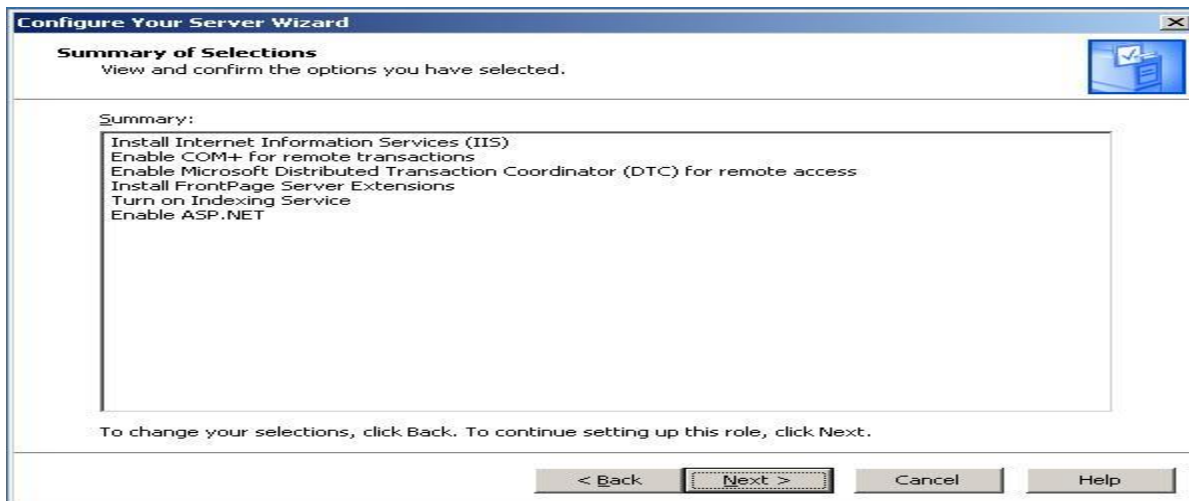 Configure Your Server Wizard
Summary of Selections
View and confirm the options you have selected.
Summary:
Install Internet Information Services (IIS)
Enable COM+ for remote transactions
Enable Microsoft Distributed Transaction Coordinator (DTC) for remote access
Install FrontPage Server Extensions
Turn on Indexing Service
Enable ASP.NET
To change your selections, click Back. To continue setting up this role, click Next.
< Back
Next >
Cancel
Help